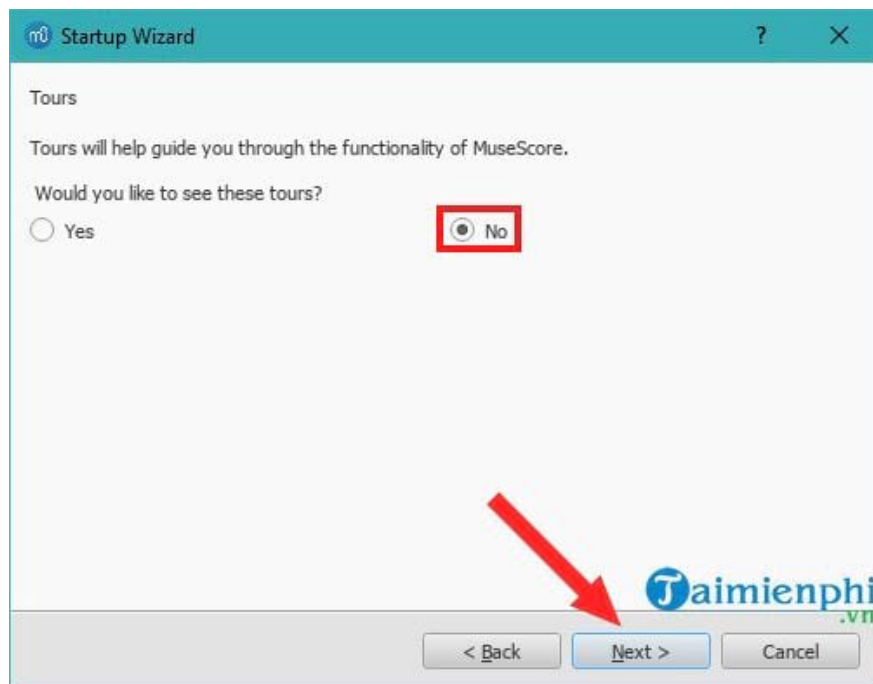 Startup Wizard ? ×
Tours
Tours will help guide you through the functionality of MuseScore.
Would you like to see these tours?
Yes No
Taimienphi
.vn
< Back Next > Cancel